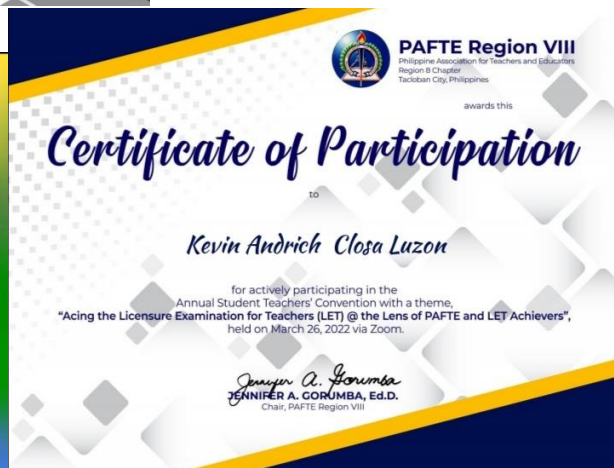 PAFTE Region VIII
Philippine Association for Teachers and Educators
Region 8 Chapter
Tacloban City, Philippines
awards this
Certificate of Participation
to
Kevin Andrich Closa Luzon
for actively participating in the
Annual Student Teachers' Convention with a theme,
"Acing the Licensure Examination for Teachers (LET) @ the Lens of PAFTE and LET Achievers",
held on March 26, 2022 via Zoom.
Jennyfer A. Gorumba
JENNIFER A. GORUMBA, Ed.D.
Chair, PAFTE Region VIII